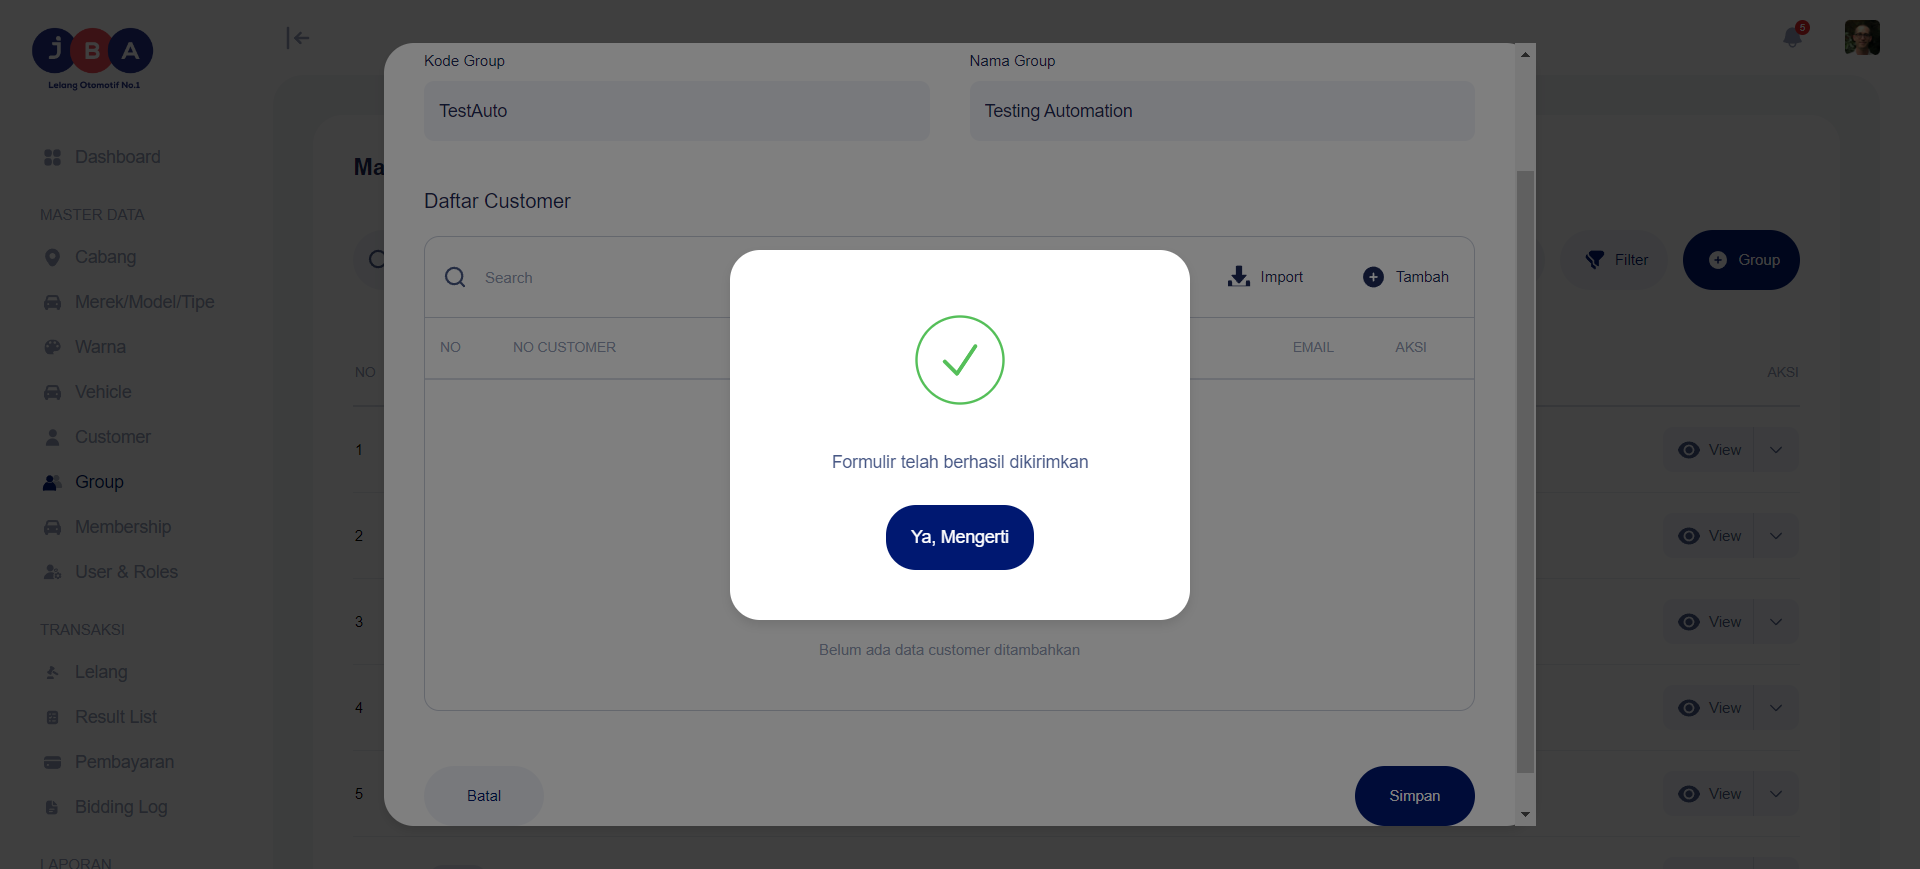 JBA
Lelang Otomotif No.1
5
Dashboard
MASTER DATA
Cabang
Merek/Model/Tipe
Warna
Vehicle
Customer
Group
Membership
User & Roles
TRANSAKSI
Lelang
Result List
Pembayaran
Bidding Log
LAPORAN
Ma
Filter
Group
NO
AKSI
1
View
2
View
3
View
4
View
5
View
Kode Group
Nama Group
TestAuto
Testing Automation
Daftar Customer
Search
Import
Tambah
NO
NO CUSTOMER
EMAIL
AKSI
Formulir telah berhasil dikirimkan
Ya, Mengerti
Belum ada data customer ditambahkan
Batal
Simpan